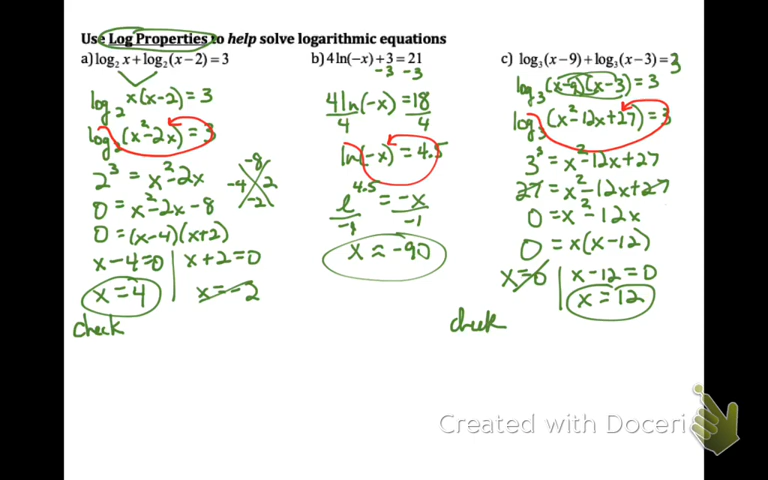 Use Log Properties to help solve logarithmic equations
a) log₂ x + log₂(x − 2) = 3
log₂ x(x-2) = 3
log₂ (x²-2x) = 3
2³ = x²-2x
0 = x²-2x-8
0 = (x-4)(x+2)
x-4=0 | x+2=0
x=4
x=-2
check
-8
-4 2
-2
b) 4 ln(−x) + 3 = 21
-3 -3
4 ln(-x) = 18
4 4
ln(-x) = 4.5
e^4.5 = -x
-1 -1
x ≈ -90
c) log₃(x − 9) + log₃(x − 3) = 3
log₃ (x-9)(x-3) = 3
log₃ (x²-12x+27) = 3
3³ = x²-12x+27
27 = x²-12x+27
0 = x²-12x
0 = x(x-12)
x=0 | x-12=0
x=12
check
Created with Doceri